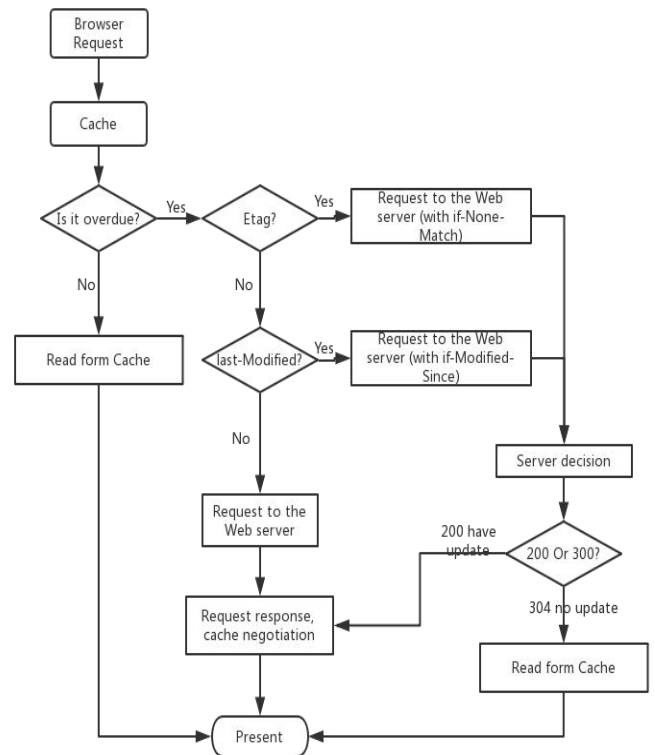 Browser
Request
Cache
Is it overdue?
Yes
Etag?
Yes
Request to the Web
server (with if-None-
Match)
No
No
Read form Cache
last-Modified?
Yes
Request to the Web
server (with if-Modified-
Since)
No
Server decision
Request to the
Web server
200 have
update
200 Or 300?
304 no update
Request response,
cache negotiation
Read form Cache
Present